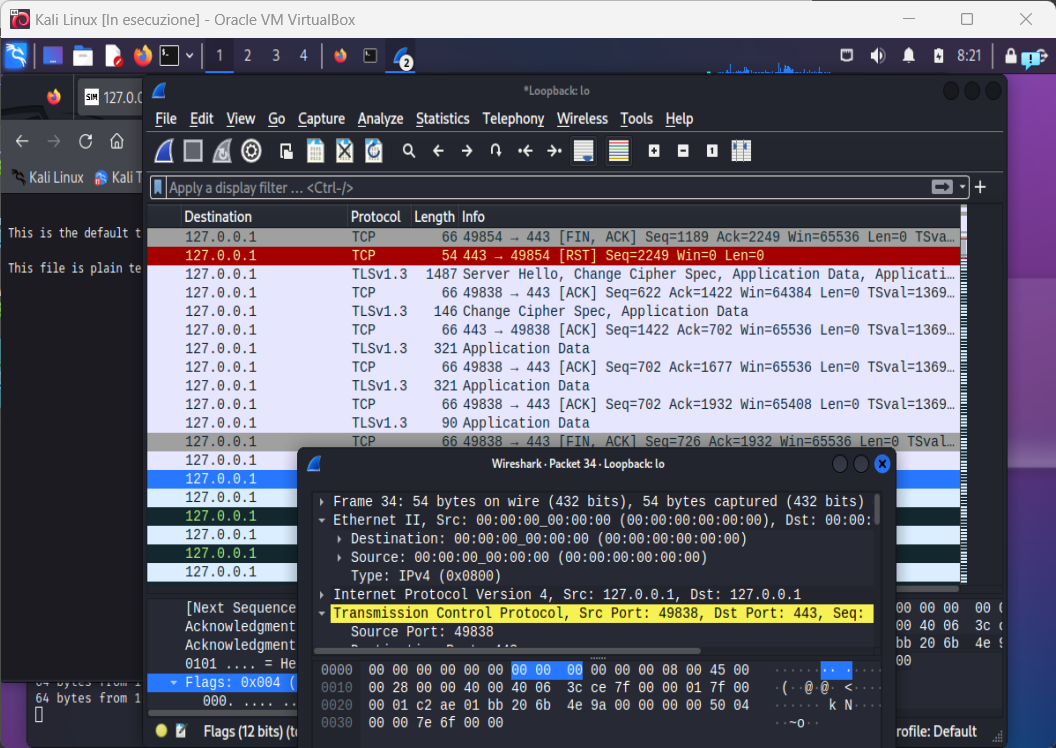 Kali Linux [In esecuzione] - Oracle VM VirtualBox
1 2 3 4 2 8:21
SIM 127.0.0
Kali Linux Kali T
This is the default t
This file is plain te
64 bytes from 1
64 bytes from 1
*Loopback: lo
File Edit View Go Capture Analyze Statistics Telephony Wireless Tools Help
Apply a display filter ... <Ctrl-/>
Destination Protocol Length Info
127.0.0.1 TCP 66 49854 → 443 [FIN, ACK] Seq=1189 Ack=2249 Win=65536 Len=0 TSva…
127.0.0.1 TCP 54 443 → 49854 [RST] Seq=2249 Win=0 Len=0
127.0.0.1 TLSv1.3 1487 Server Hello, Change Cipher Spec, Application Data, Applicati…
127.0.0.1 TCP 66 49838 → 443 [ACK] Seq=622 Ack=1422 Win=64384 Len=0 TSval=1369…
127.0.0.1 TLSv1.3 146 Change Cipher Spec, Application Data
127.0.0.1 TCP 66 443 → 49838 [ACK] Seq=1422 Ack=702 Win=65536 Len=0 TSval=1369…
127.0.0.1 TLSv1.3 321 Application Data
127.0.0.1 TCP 66 49838 → 443 [ACK] Seq=702 Ack=1677 Win=65536 Len=0 TSval=1369…
127.0.0.1 TLSv1.3 321 Application Data
127.0.0.1 TCP 66 49838 → 443 [ACK] Seq=702 Ack=1932 Win=65408 Len=0 TSval=1369…
127.0.0.1 TLSv1.3 90 Application Data
127.0.0.1 TCP 66 49838 → 443 [FIN, ACK] Seq=726 Ack=1932 Win=65536 Len=0 TSval…
127.0.0.1
127.0.0.1
127.0.0.1
127.0.0.1
127.0.0.1
127.0.0.1
127.0.0.1
[Next Sequence
Acknowledgment
Acknowledgment
0101 .... = He
Flags: 0x004 (
000. .... ..
Flags (12 bits) (t
Wireshark · Packet 34 · Loopback: lo
Frame 34: 54 bytes on wire (432 bits), 54 bytes captured (432 bits)
Ethernet II, Src: 00:00:00_00:00:00 (00:00:00:00:00:00), Dst: 00:00:
Destination: 00:00:00_00:00:00 (00:00:00:00:00:00)
Source: 00:00:00_00:00:00 (00:00:00:00:00:00)
Type: IPv4 (0x0800)
Internet Protocol Version 4, Src: 127.0.0.1, Dst: 127.0.0.1
Transmission Control Protocol, Src Port: 49838, Dst Port: 443, Seq:
Source Port: 49838
0000 00 00 00 00 00 00 00 00 00 00 00 00 08 00 45 00 ··············
0010 00 28 00 00 40 00 40 06 3c ce 7f 00 00 01 7f 00 ·(··@·@· <·······
0020 00 01 c2 ae 01 bb 20 6b 4e 9a 00 00 00 00 50 04 ······ k N·····
0030 00 00 7e 6f 00 00 ··~o··
00 00 00 00
00 40 06 3c
bb 20 6b 4e 9
00
rofile: Default